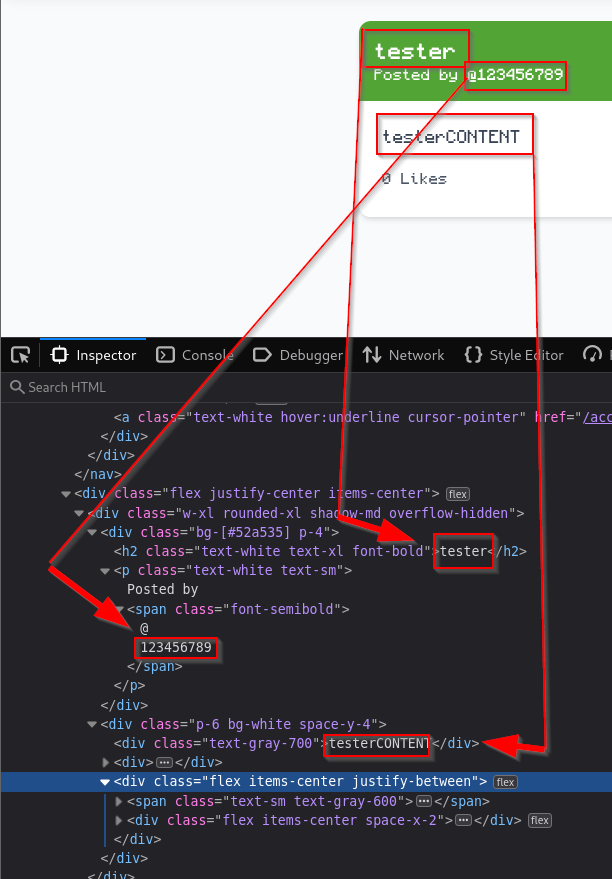 tester
Posted by @123456789
testerCONTENT
0 Likes
Inspector Console Debugger Network Style Editor
Search HTML
<a class="text-white hover:underline cursor-pointer" href="/acc
</div>
</div>
</nav>
<div class="flex justify-center items-center"> flex
<div class="w-xl rounded-xl shadow-md overflow-hidden">
<div class="bg-[#52a535] p-4">
<h2 class="text-white text-xl font-bold">tester</h2>
<p class="text-white text-sm">
Posted by
<span class="font-semibold">
@
123456789
</span>
</p>
</div>
<div class="p-6 bg-white space-y-4">
<div class="text-gray-700">testerCONTENT</div>
<div>…</div>
<div class="flex items-center justify-between"> flex
<span class="text-sm text-gray-600">…</span>
<div class="flex items-center space-x-2">…</div> flex
</div>
</div>
</div>